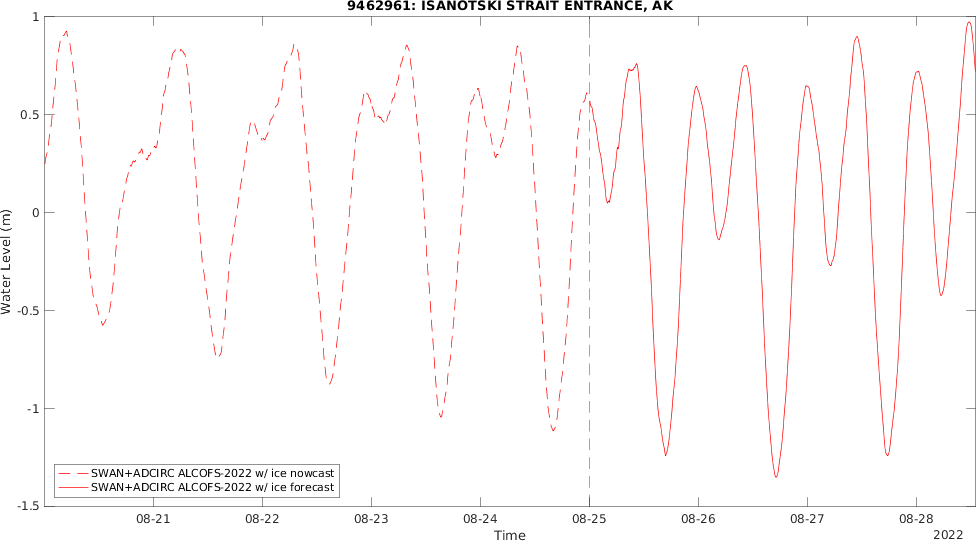 9462961: ISANOTSKI STRAIT ENTRANCE, AK
1
0.5
0
-0.5
-1
-1.5
Water Level (m)
SWAN+ADCIRC ALCOFS-2022 w/ ice nowcast
SWAN+ADCIRC ALCOFS-2022 w/ ice forecast
08-21 08-22 08-23 08-24 08-25 08-26 08-27 08-28
Time
2022